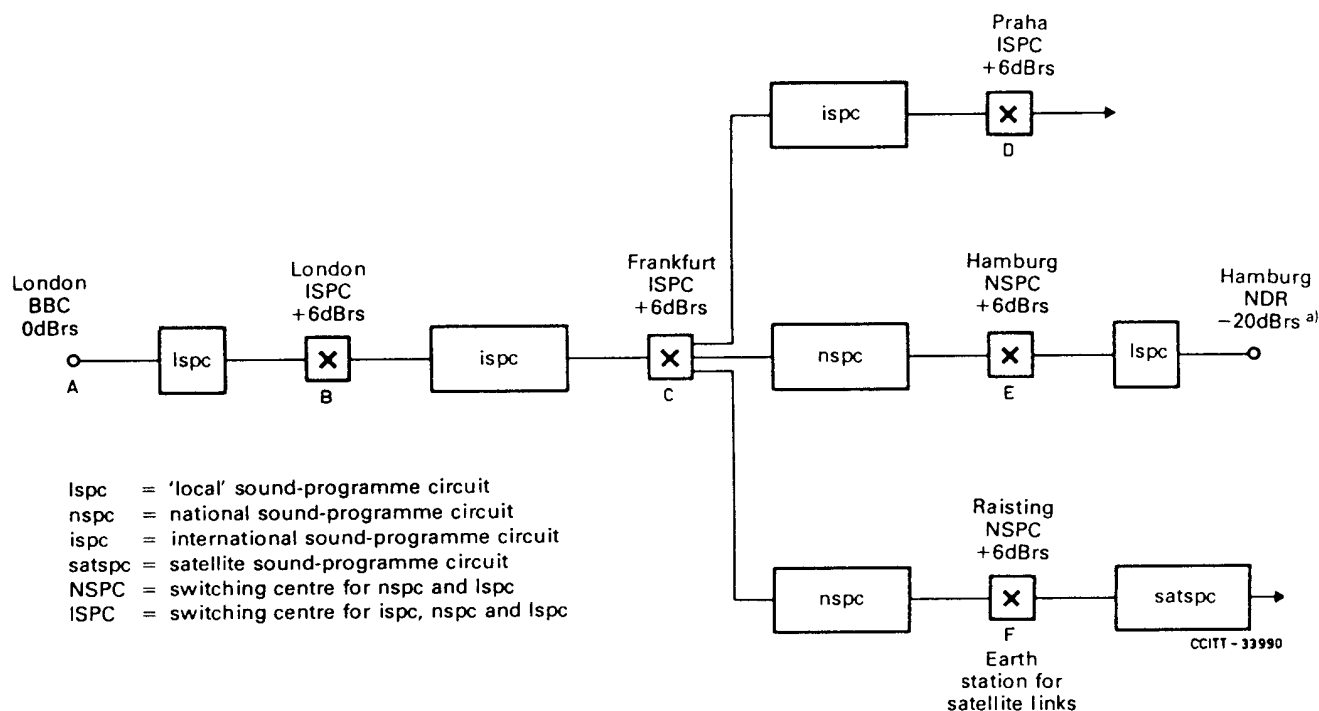 Praha
ISPC
+6dBrs
ispc
D
London
BBC
0dBrs
A
lspc
London
ISPC
+6dBrs
B
ispc
Frankfurt
ISPC
+6dBrs
C
nspc
Hamburg
NSPC
+6dBrs
E
lspc
Hamburg
NDR
−20dBrs a)
lspc = 'local' sound-programme circuit
nspc = national sound-programme circuit
ispc = international sound-programme circuit
satspc = satellite sound-programme circuit
NSPC = switching centre for nspc and lspc
ISPC = switching centre for ispc, nspc and lspc
nspc
Raisting
NSPC
+6dBrs
F
Earth
station for
satellite links
satspc
CCITT - 33990